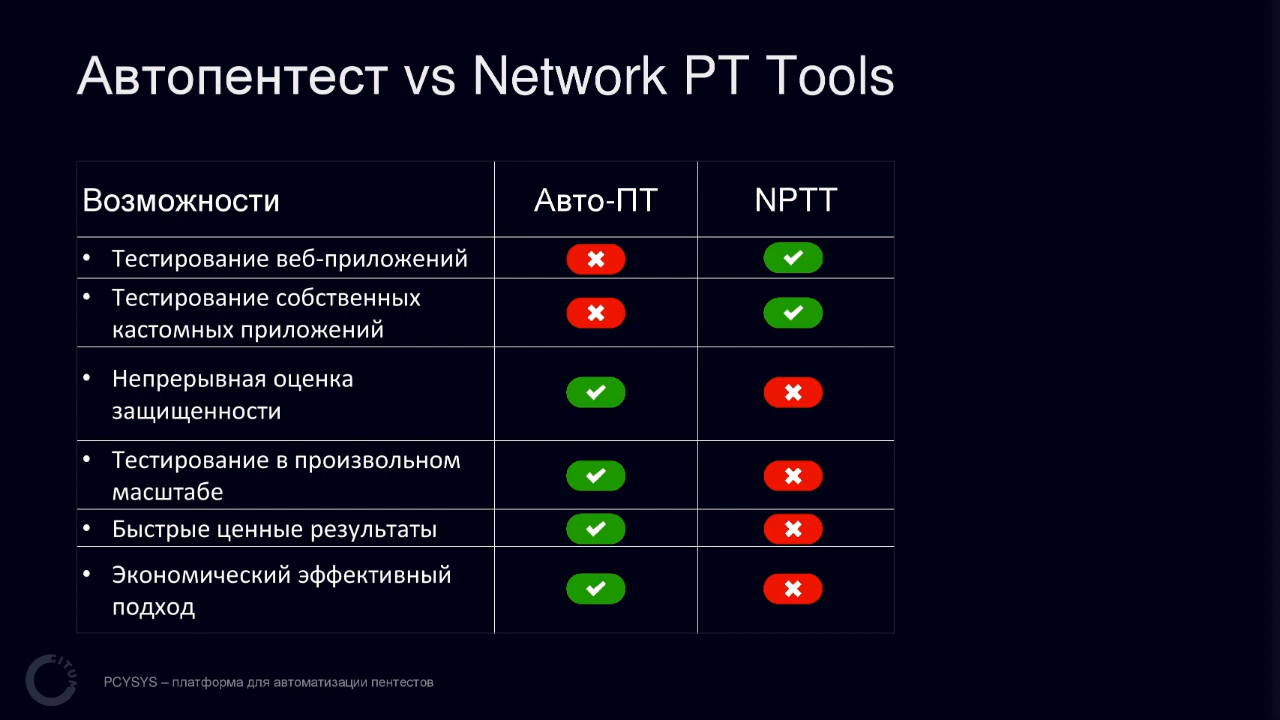 Автопентест vs Network PT Tools
Возможности Авто-ПТ NPTT
• Тестирование веб-приложений
• Тестирование собственных
кастомных приложений
• Непрерывная оценка
защищенности
• Тестирование в произвольном
масштабе
• Быстрые ценные результаты
• Экономический эффективный
подход
CITUM
PCYSYS – платформа для автоматизации пентестов